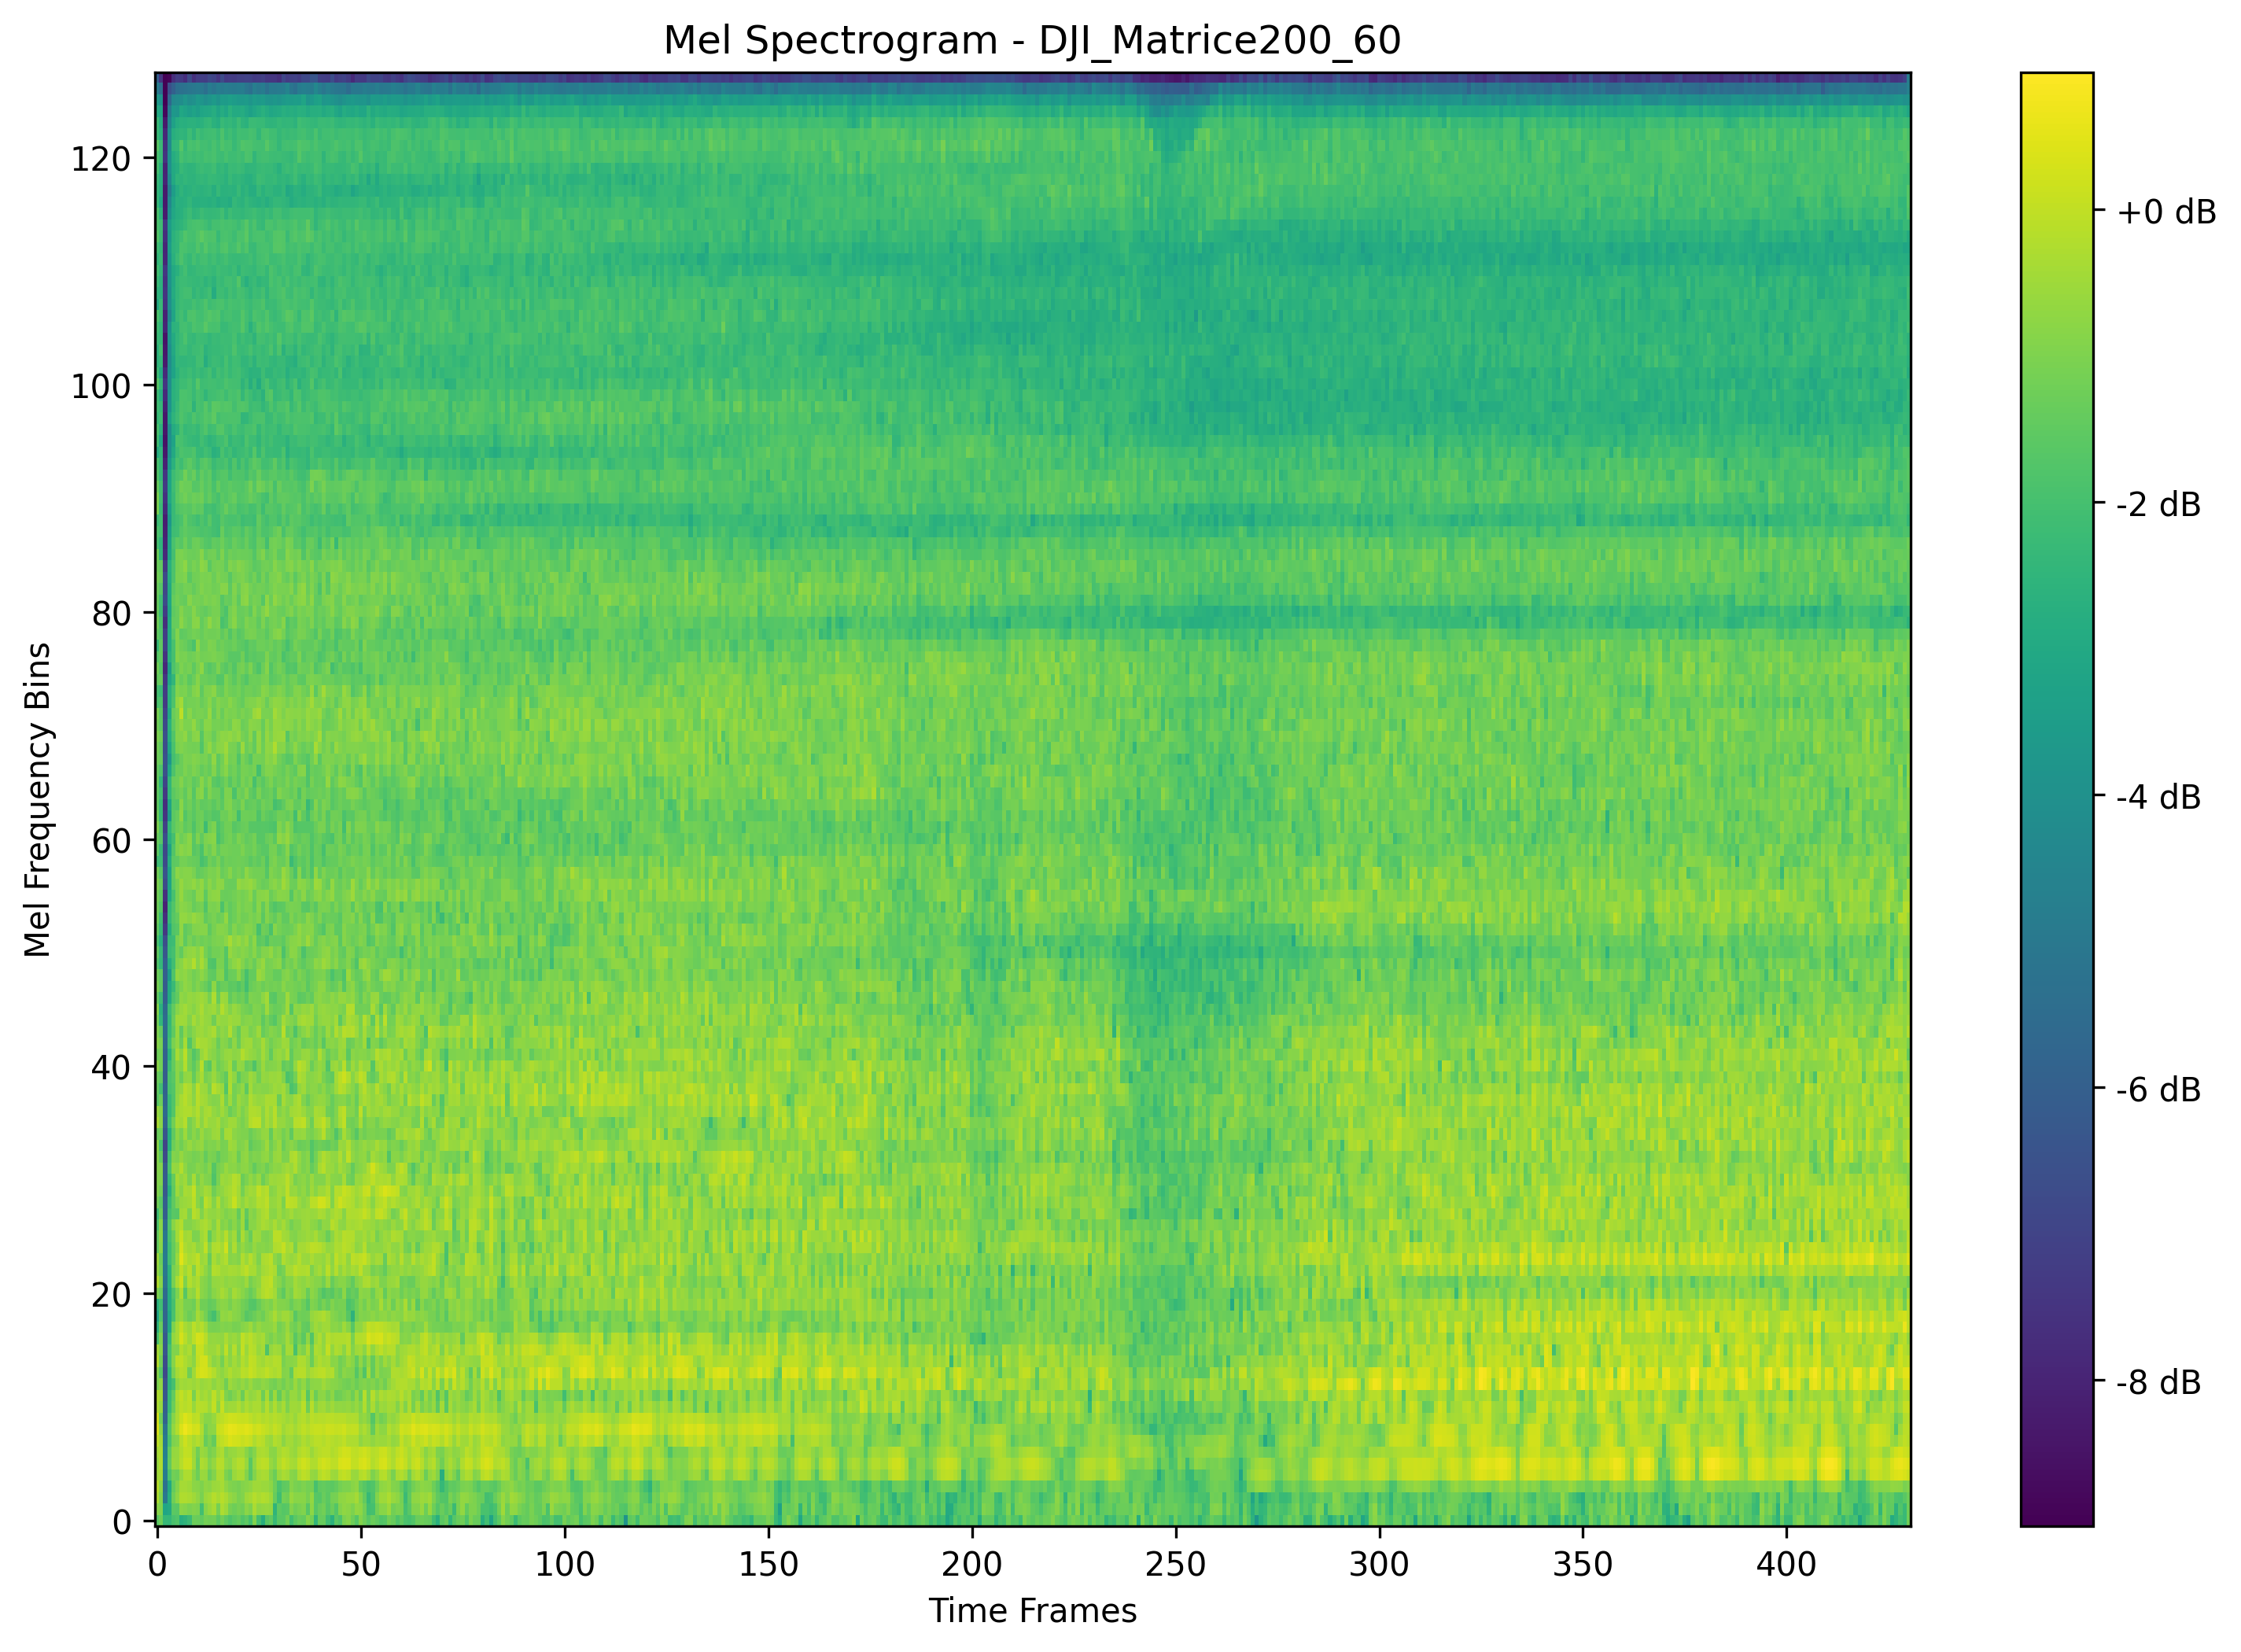 Mel Spectrogram - DJI_Matrice200_60
120
100
80
60
40
20
0
Mel Frequency Bins
0 50 100 150 200 250 300 350 400
Time Frames
+0 dB
-2 dB
-4 dB
-6 dB
-8 dB